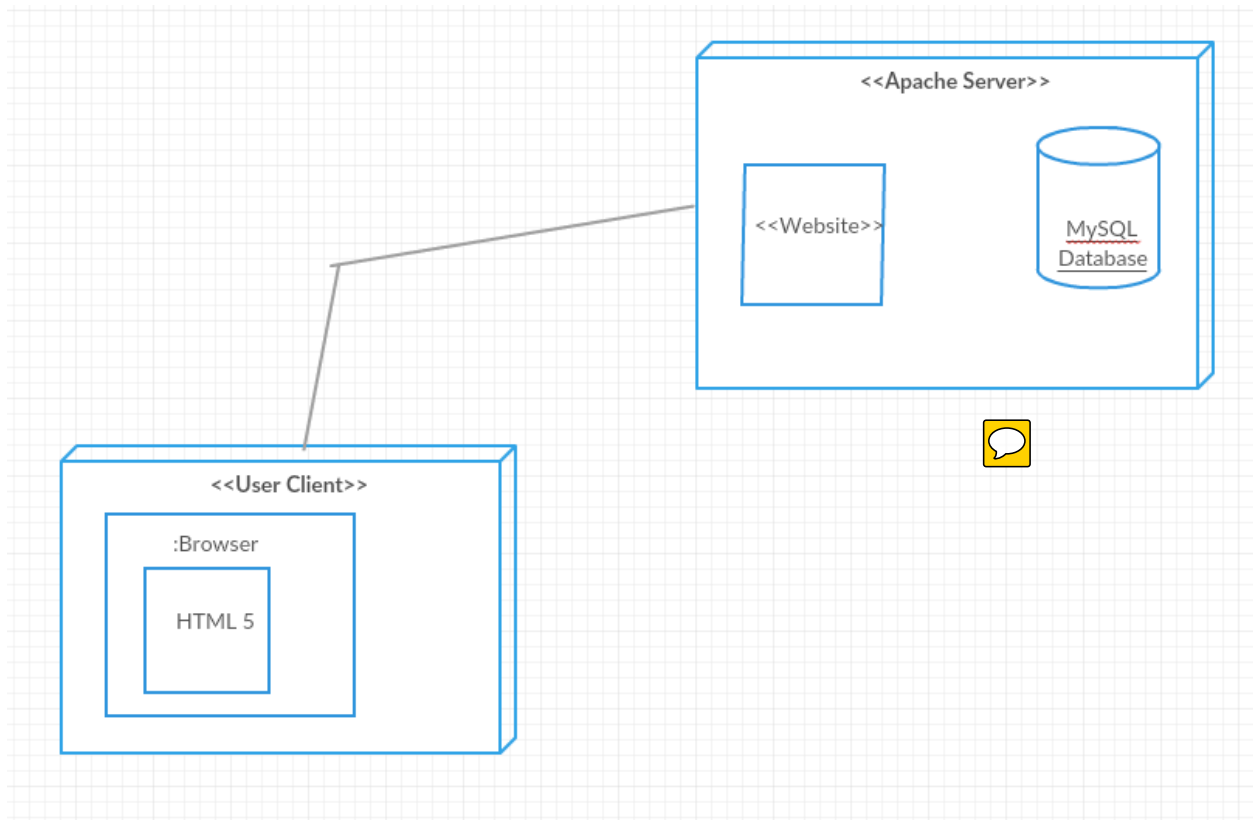 <<Apache Server>>
<<Website>>
MySQL
Database
<<User Client>>
:Browser
HTML 5